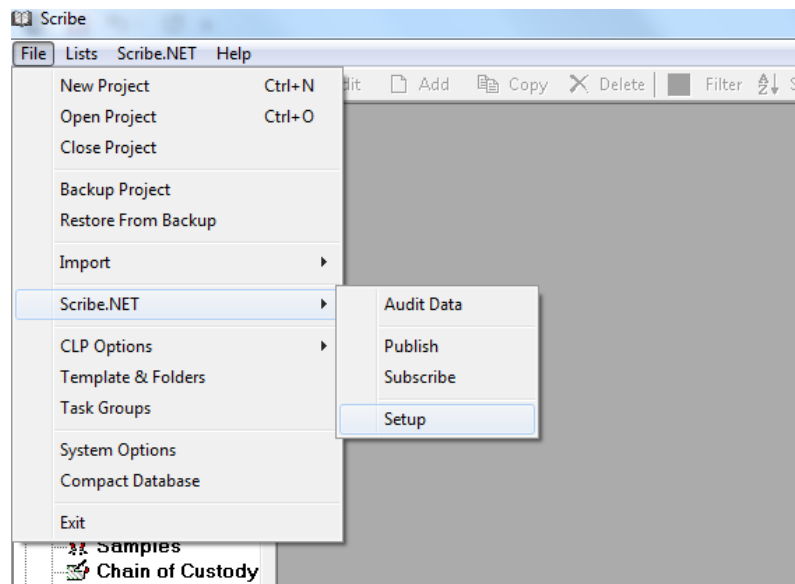 Scribe
File Lists Scribe.NET Help
New Project Ctrl+N
Open Project Ctrl+O
Close Project
Backup Project
Restore From Backup
Import
Scribe.NET
CLP Options
Template & Folders
Task Groups
System Options
Compact Database
Exit
Add Copy Delete Filter
Audit Data
Publish
Subscribe
Setup
Samples
Chain of Custody